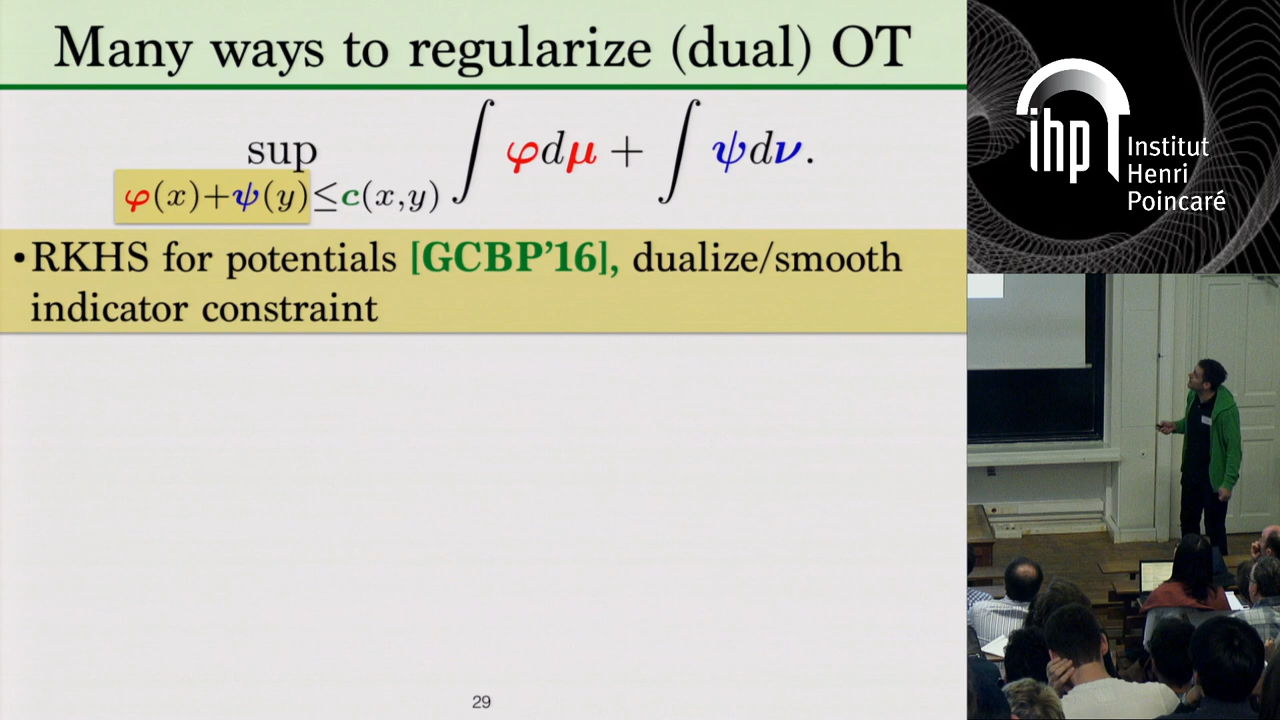 Many ways to regularize (dual) OT
sup ∫ φdμ + ∫ ψdν.
φ(x)+ψ(y)≤c(x,y)
•RKHS for potentials [GCBP'16], dualize/smooth
indicator constraint
29
ihp
Institut
Henri
Poincaré